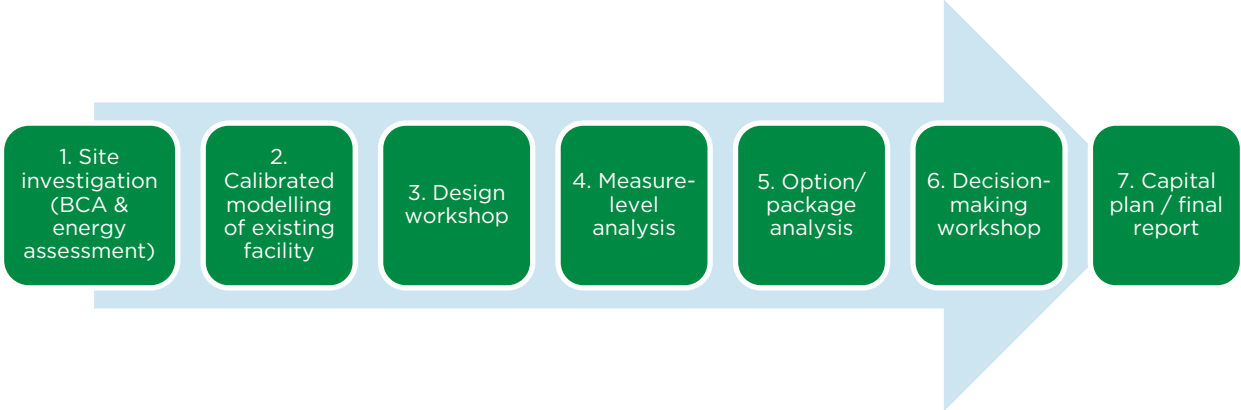 1. Site
investigation
(BCA &
energy
assessment)
2.
Calibrated
modelling
of existing
facility
3. Design
workshop
4. Measure-
level
analysis
5. Option/
package
analysis
6. Decision-
making
workshop
7. Capital
plan / final
report